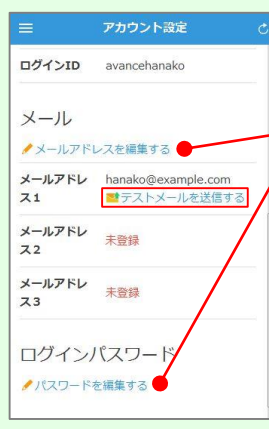 アカウント設定
ログインID avancehanako
メール
メールアドレスを編集する
メールアドレ hanako@example.com
ス1 テストメールを送信する
メールアドレ
ス2 未登録
メールアドレ
ス3 未登録
ログインパスワード
パスワードを編集する